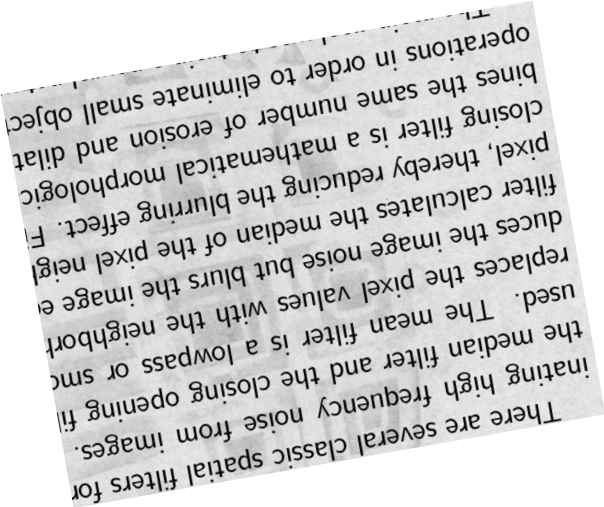 There are several classic spatial filters for
inating high frequency noise from images.
the median filter and the closing opening fi
used. The mean filter is a lowpass or smo
replaces the pixel values with the neighborh
duces the image noise but blurs the image e
filter calculates the median of the pixel neigh
pixel, thereby reducing the blurring effect. Fi
closing filter is a mathematical morphologic
bines the same number of erosion and dilat
operations in order to eliminate small object